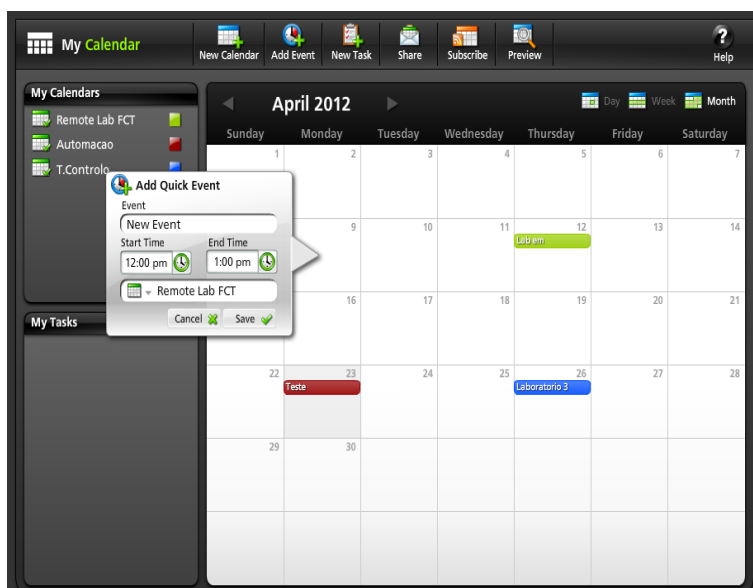 My Calendar
New Calendar Add Event New Task Share Subscribe Preview
? Help
My Calendars
Remote Lab FCT
Automacao
T.Controlo
My Tasks
April 2012
Day Week Month
Sunday Monday Tuesday Wednesday Thursday Friday Saturday
1 2 3 4 5 6 7
9 10 11 12 13 14
Lab em
16 17 18 19 20 21
22 23 24 25 26 27 28
Teste Laboratorio 3
29 30
Add Quick Event
Event
New Event
Start Time End Time
12:00 pm 1:00 pm
Remote Lab FCT
Cancel Save